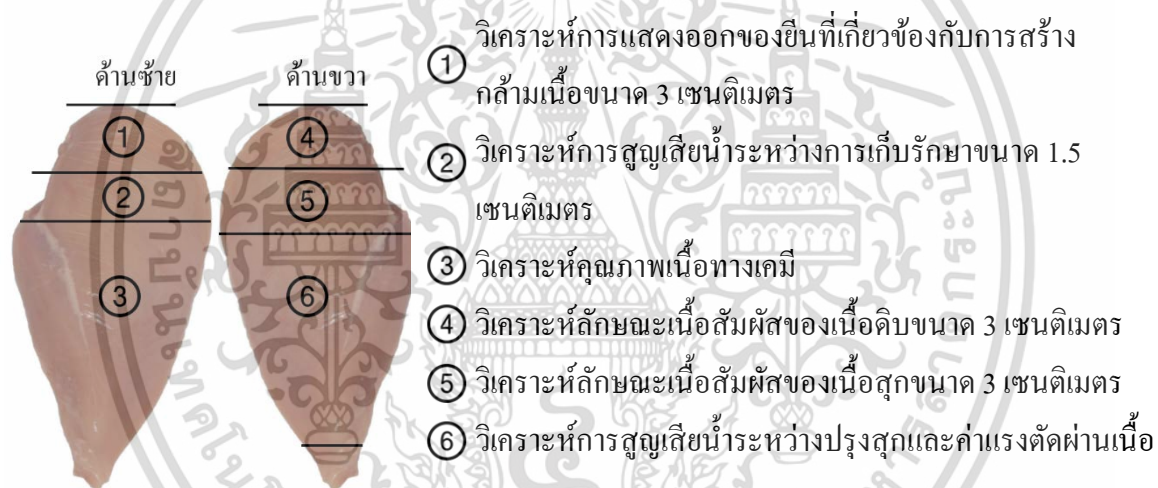 ด้านซ้าย
ด้านขวา
1
2
3
4
5
6
① วิเคราะห์การแสดงออกของยีนที่เกี่ยวข้องกับการสร้าง
กล้ามเนื้อขนาด 3 เซนติเมตร
② วิเคราะห์การสูญเสียน้ำระหว่างการเก็บรักษาขนาด 1.5
เซนติเมตร
③ วิเคราะห์คุณภาพเนื้อทางเคมี
④ วิเคราะห์ลักษณะเนื้อสัมผัสของเนื้อดิบขนาด 3 เซนติเมตร
⑤ วิเคราะห์ลักษณะเนื้อสัมผัสของเนื้อสุกขนาด 3 เซนติเมตร
⑥ วิเคราะห์การสูญเสียน้ำระหว่างปรุงสุกและค่าแรงตัดผ่านเนื้อ